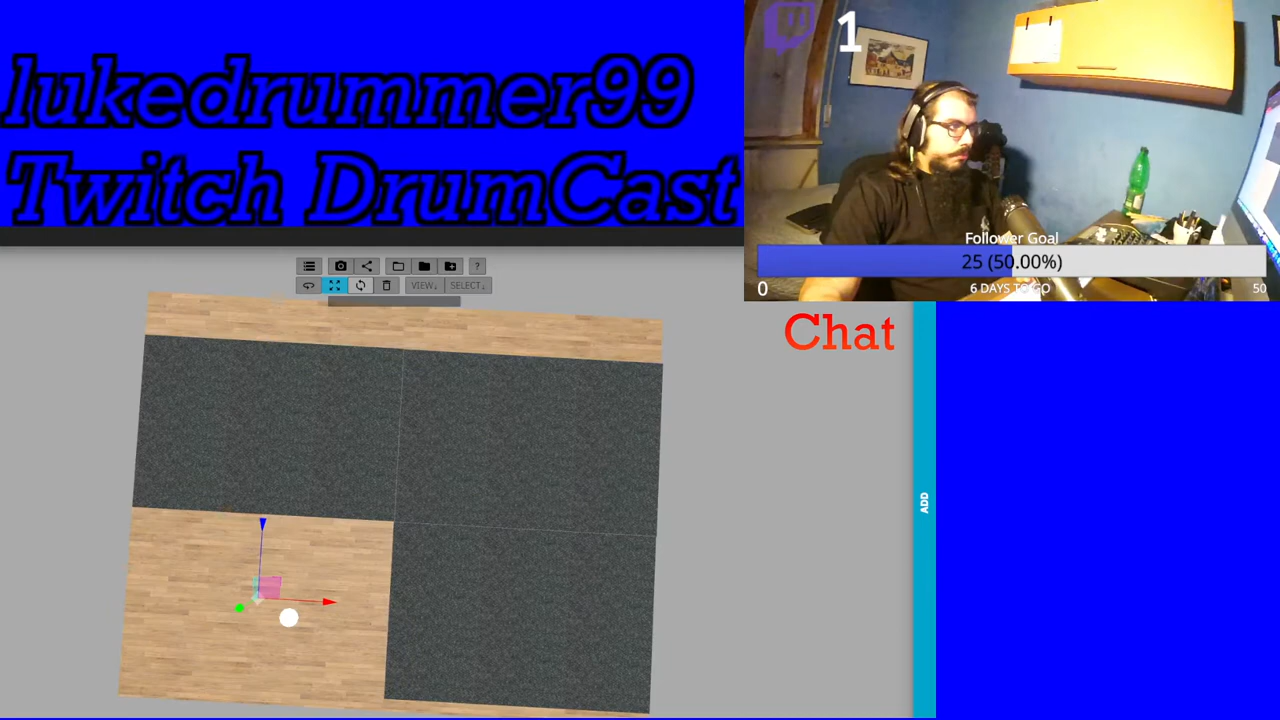 lukedrummer99
Twitch DrumCast
1
Follower Goal
25 (50.00%)
0
6 DAYS TO GO
50
?
VIEW↓
SELECT↓
Chat
ADD